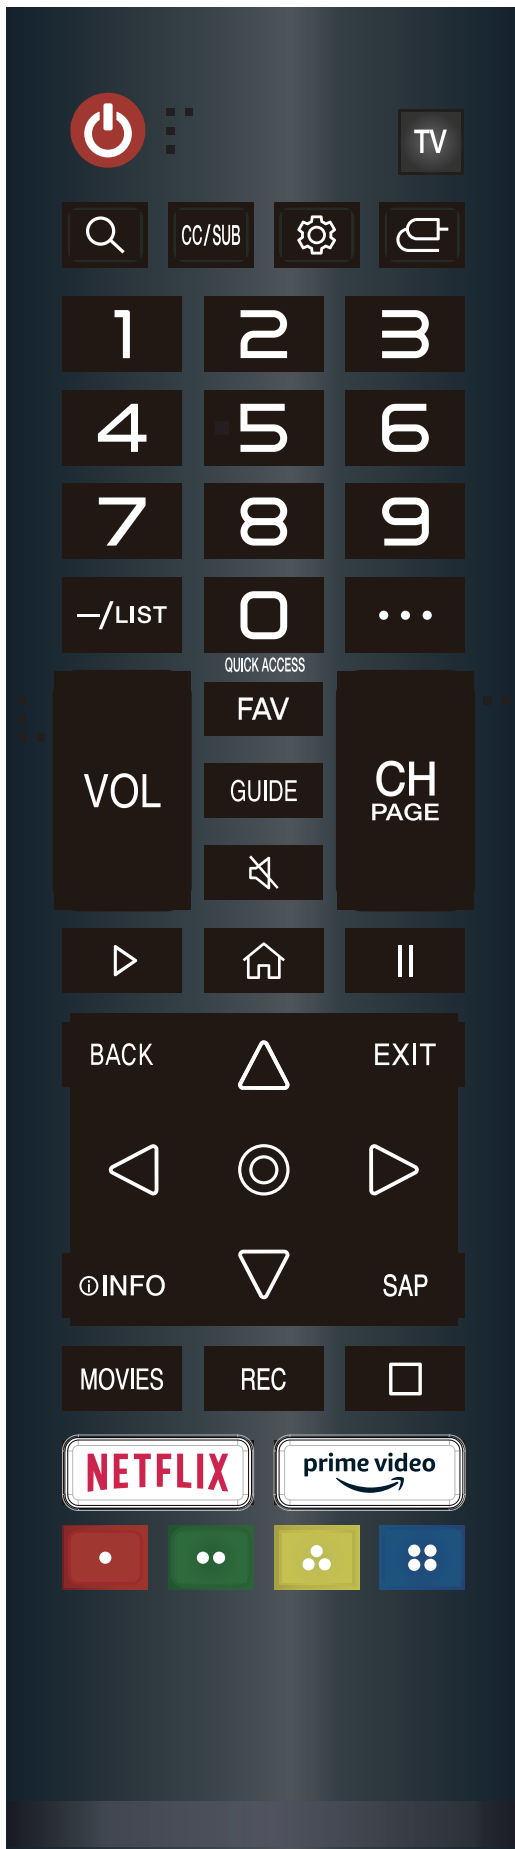 TV
CC/SUB
1 2 3
4 5 6
7 8 9
—/LIST 0 •••
QUICK ACCESS
FAV
VOL GUIDE CH
PAGE
BACK EXIT
ⓘINFO SAP
MOVIES REC
NETFLIX prime video